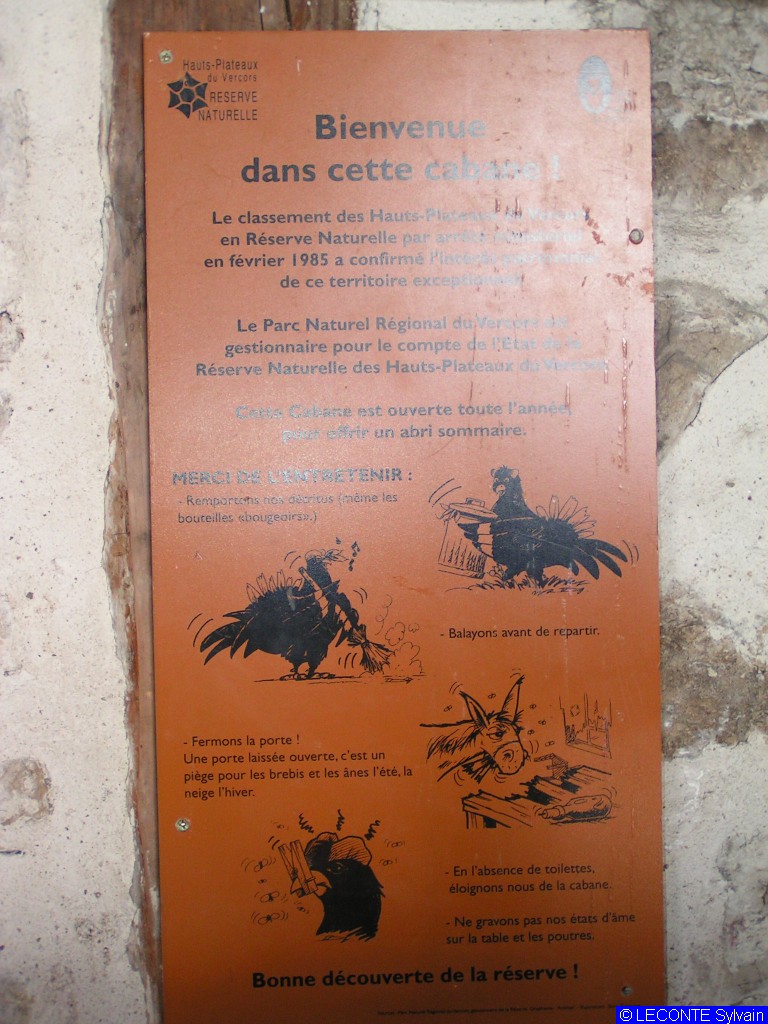 Hauts-Plateaux
du Vercors
RESERVE
NATURELLE
Bienvenue
dans cette cabane !
Le classement des Hauts-Plateaux du Vercors
en Réserve Naturelle par arrêté ministériel
en février 1985 a confirmé l'intérêt patrimonial
de ce territoire exceptionnel.
Le Parc Naturel Régional du Vercors est
gestionnaire pour le compte de l'Etat de la
Réserve Naturelle des Hauts-Plateaux du Vercors.
Cette Cabane est ouverte toute l'année,
pour offrir un abri sommaire.
MERCI DE L'ENTRETENIR :
- Remportons nos détritus (même les
bouteilles «bougeoirs».)
- Balayons avant de repartir.
- Fermons la porte !
Une porte laissée ouverte, c'est un
piège pour les brebis et les ânes l'été, la
neige l'hiver.
- En l'absence de toilettes,
éloignons nous de la cabane.
- Ne gravons pas nos états d'âme
sur la table et les poutres.
Bonne découverte de la réserve !
© LECONTE Sylvain